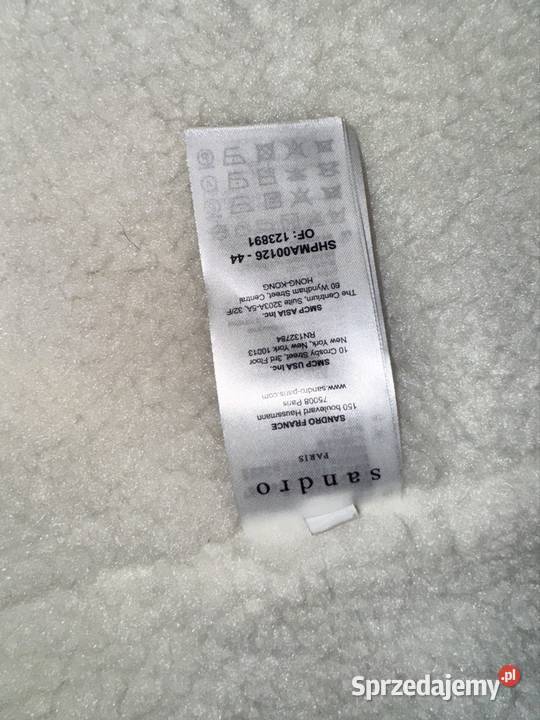 sandro
PARIS
SANDRO FRANCE
150 boulevard Haussmann
75008 Paris
www.sandro-paris.com
SMCP USA Inc.
10 Crosby Street, 3rd Floor
New York, New York 10013
RN132784
SMCP ASIA Inc.
The Centrium, Suite 3203A-5A, 32/F
60 Wyndham Street, Central
HONG-KONG
SHPMA00126 - 44
OF: 123891
Sprzedajemy.pl